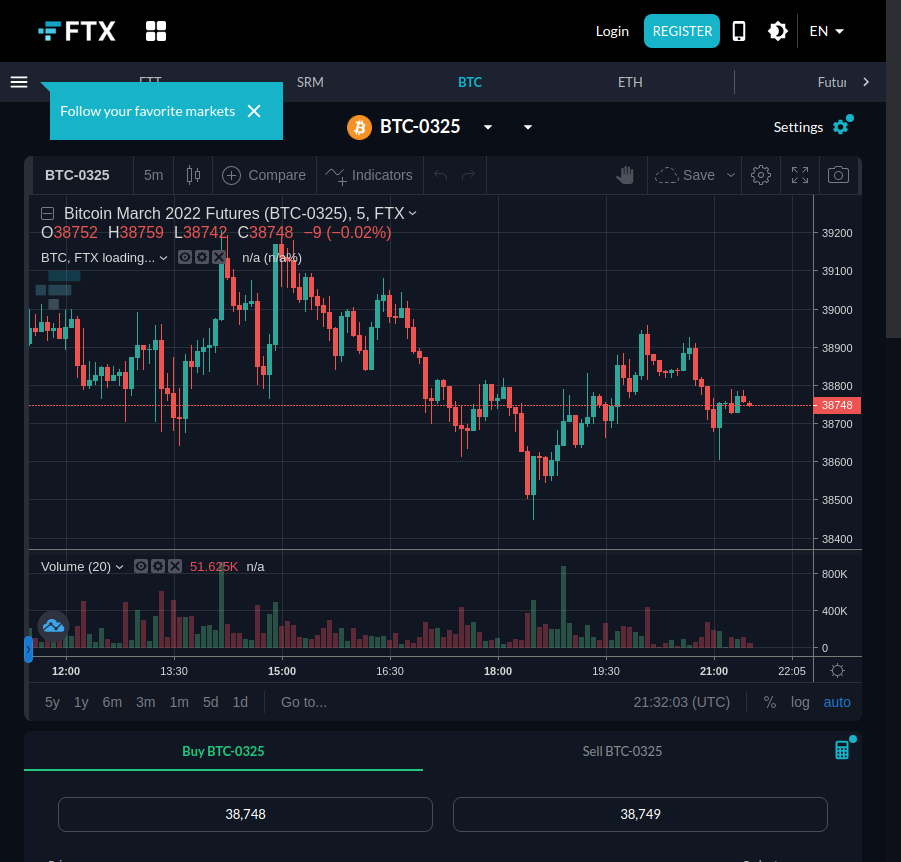 FTX
Login
REGISTER
EN
FTT
SRM
BTC
ETH
Futur
Follow your favorite markets
BTC-0325
Settings
BTC-0325
5m
Compare
Indicators
Save
Bitcoin March 2022 Futures (BTC-0325), 5, FTX
O38752 H38759 L38742 C38748 −9 (−0.02%)
BTC, FTX loading...
n/a (n/a%)
39200
39100
39000
38900
38800
38748
38700
38600
38500
38400
Volume (20)
51.625K n/a
800K
400K
0
12:00
13:30
15:00
16:30
18:00
19:30
21:00
22:05
5y
1y
6m
3m
1m
5d
1d
Go to...
21:32:03 (UTC)
%
log
auto
Buy BTC-0325
Sell BTC-0325
38,748
38,749